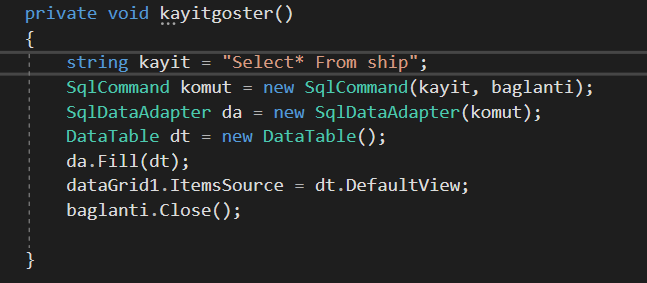 private void kayitgoster()
{
string kayit = "Select* From ship";
SqlCommand komut = new SqlCommand(kayit, baglanti);
SqlDataAdapter da = new SqlDataAdapter(komut);
DataTable dt = new DataTable();
da.Fill(dt);
dataGrid1.ItemsSource = dt.DefaultView;
baglanti.Close();
}